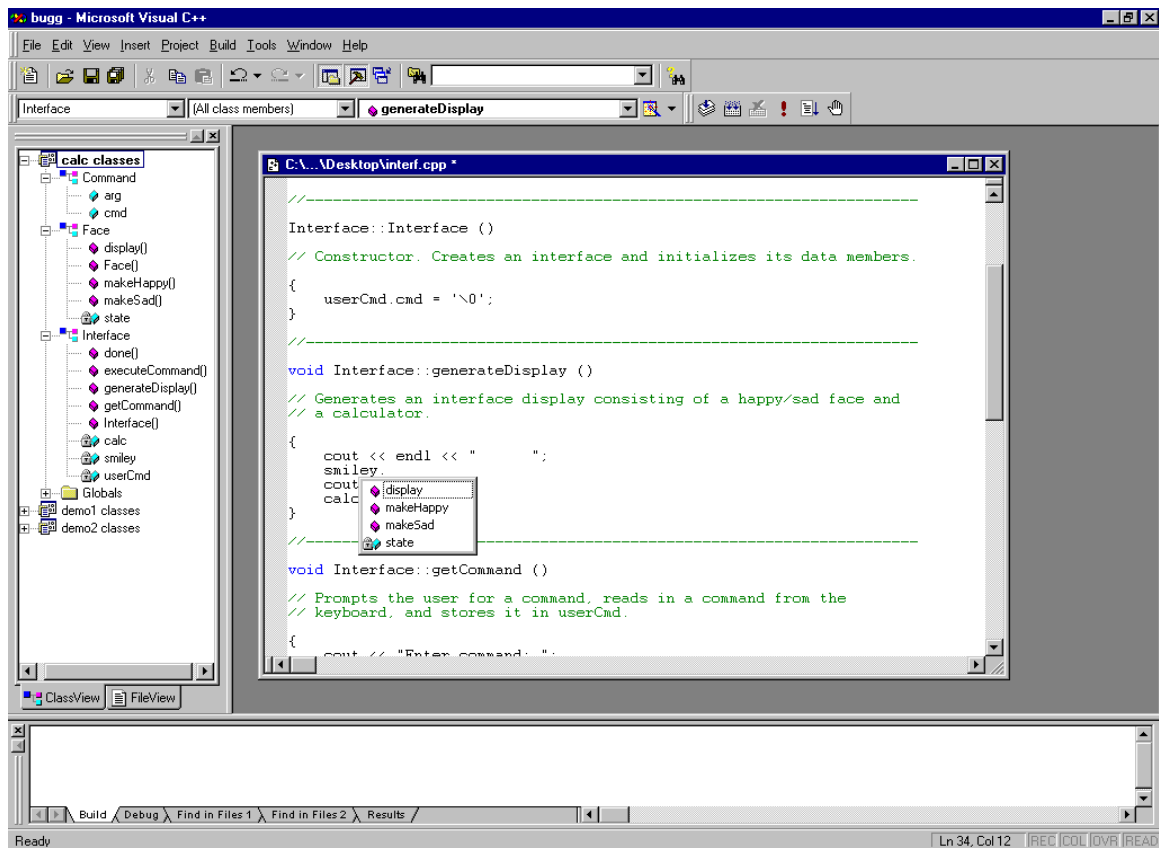 bugg - Microsoft Visual C++
File Edit View Insert Project Build Tools Window Help
Interface (All class members) generateDisplay
calc classes
Command
arg
cmd
Face
display()
Face()
makeHappy()
makeSad()
state
Interface
done()
executeCommand()
generateDisplay()
getCommand()
Interface()
calc
smiley
userCmd
Globals
demo1 classes
demo2 classes
ClassView FileView
C:\...\Desktop\interf.cpp *
//--------------------------------------------------------------------
Interface::Interface ()
// Constructor. Creates an interface and initializes its data members.
{
userCmd.cmd = '\0';
}
//--------------------------------------------------------------------
void Interface::generateDisplay ()
// Generates an interface display consisting of a happy/sad face and
// a calculator.
{
cout << endl << "      ";
smiley.
cout
calc
}
display
makeHappy
makeSad
state
//--------------------------------------------------------------------
void Interface::getCommand ()
// Prompts the user for a command, reads in a command from the
// keyboard, and stores it in userCmd.
{
cout << "Enter command: ";
Build Debug Find in Files 1 Find in Files 2 Results
Ready Ln 34, Col 12 REC COL OVR READ